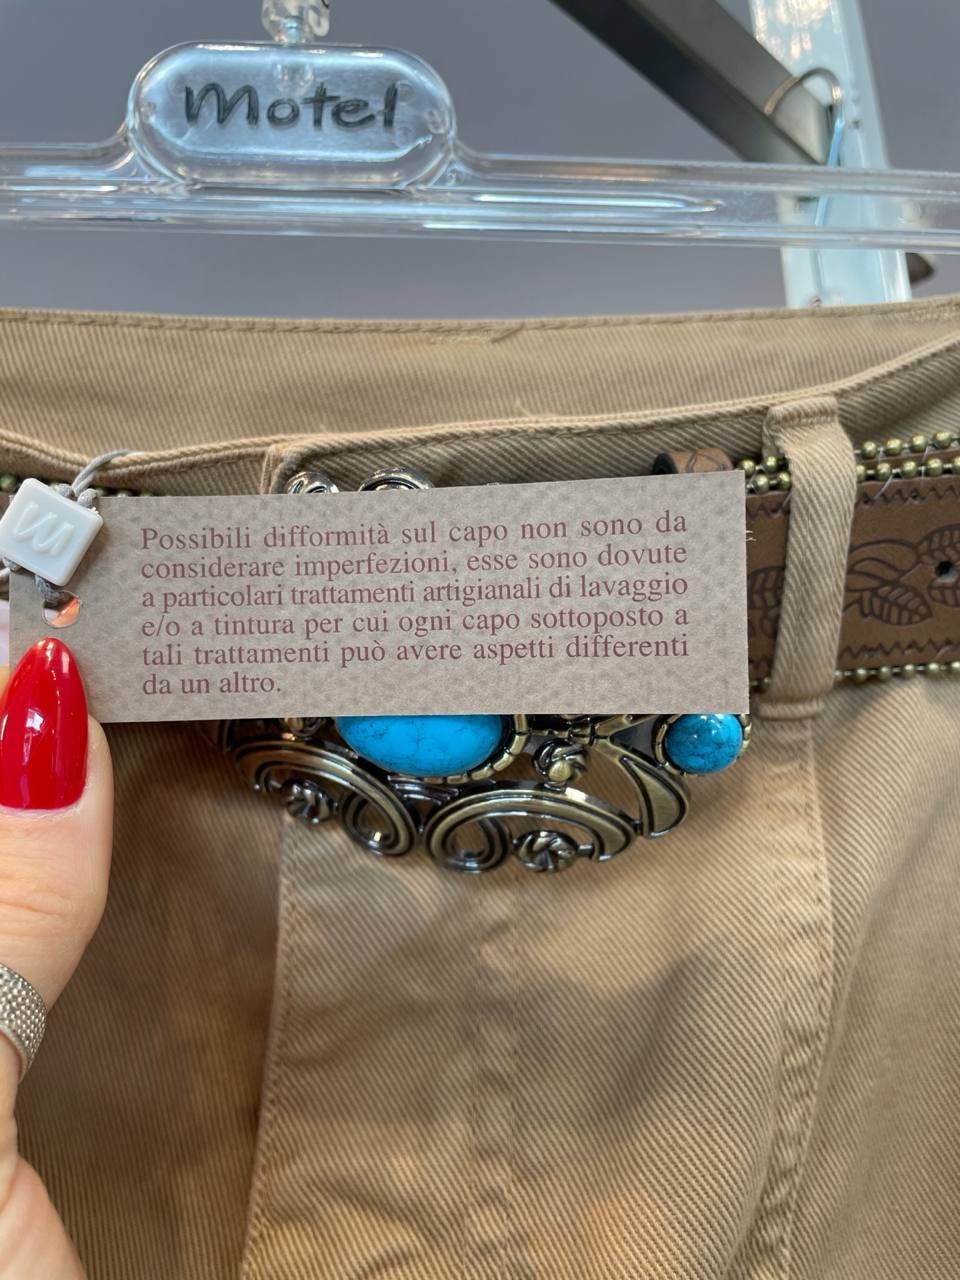 Motel
Possibili difformità sul capo non sono da
considerare imperfezioni, esse sono dovute
a particolari trattamenti artigianali di lavaggio
e/o a tintura per cui ogni capo sottoposto a
tali trattamenti può avere aspetti differenti
da un altro.